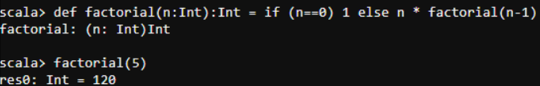 scala> def factorial(n:Int):Int = if (n==0) 1 else n * factorial(n-1)
factorial: (n: Int)Int
scala> factorial(5)
res0: Int = 120